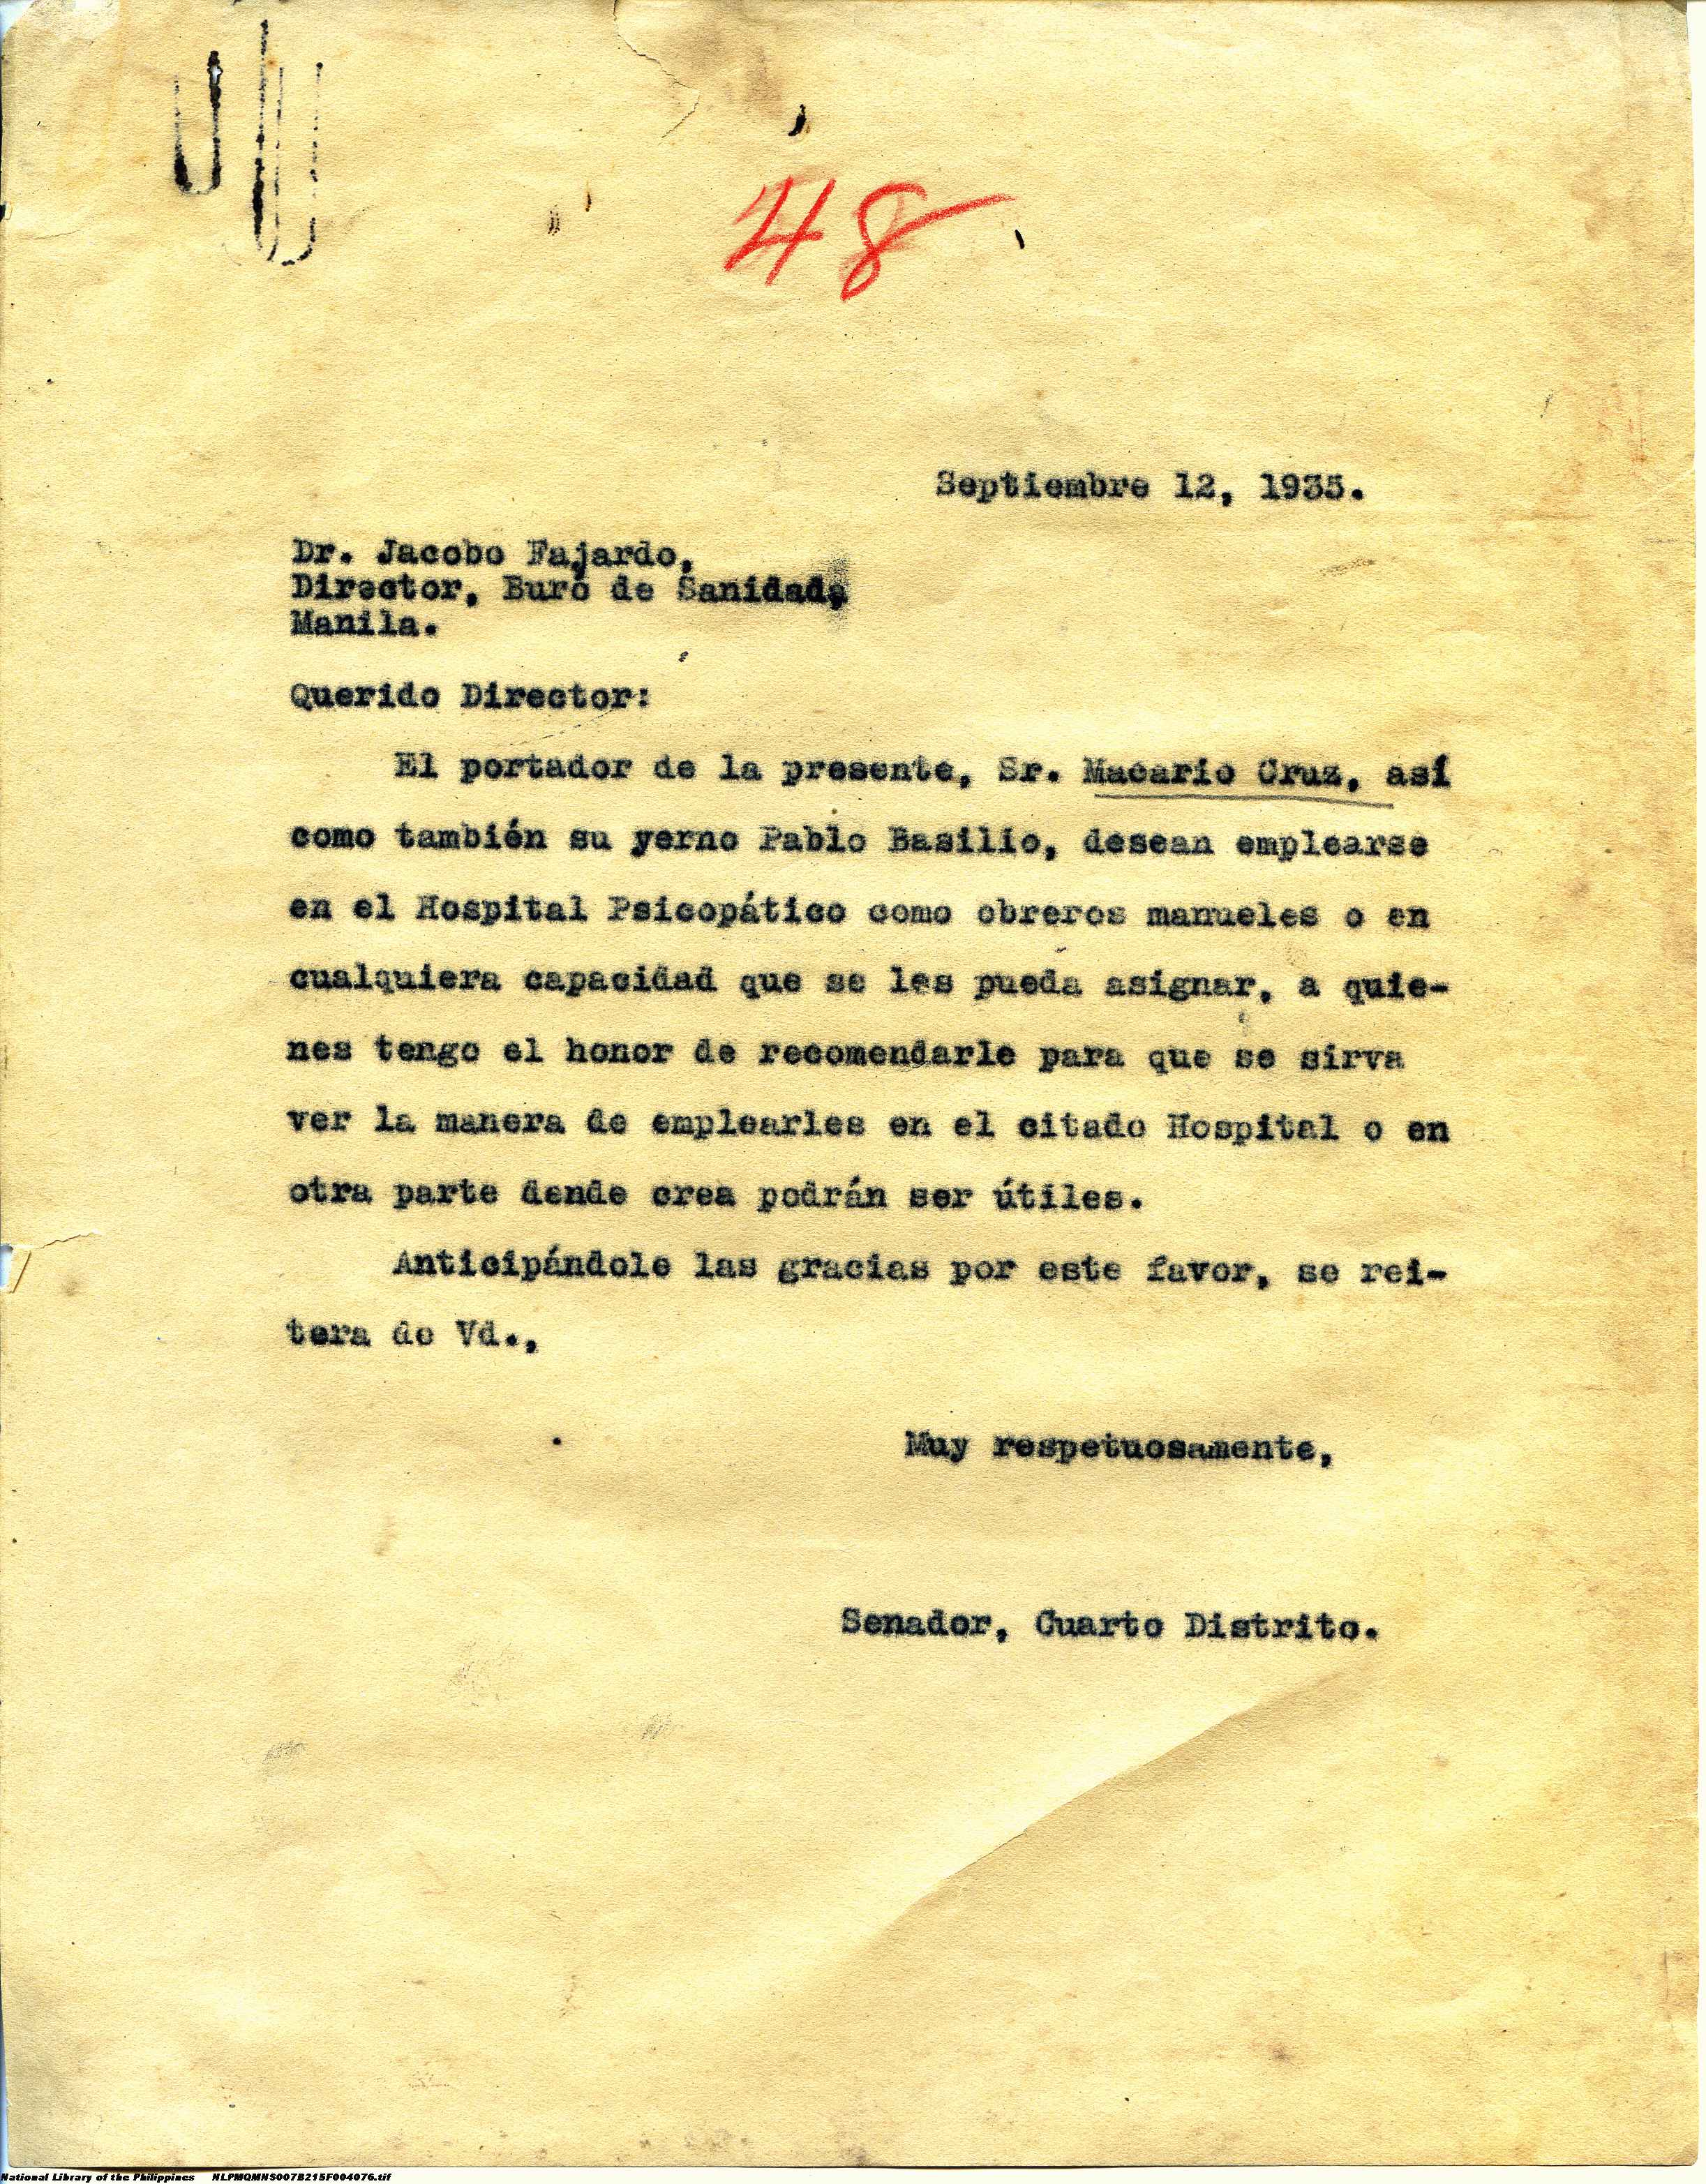 48
Septiembre 12, 1935.
Dr. Jacobo Fajardo,
Director, Buró de Sanidad,
Manila.
Querido Director:
El portador de la presente, Sr. Macario Cruz, así
como también su yerno Pablo Basilio, desean emplearse
en el Hospital Psicopático como obreros manueles o en
cualquiera capacidad que se les pueda asignar, a quie-
nes tengo el honor de recomendarle para que se sirva
ver la manera de emplearles en el citado Hospital o en
otra parte dende crea podrán ser útiles.
Anticipándole las gracias por este favor, se rei-
tera de Vd.,
Muy respetuosamente,
Senador, Cuarto Distrito.
National Library of the Philippines NLPMQMNS007B215F004076.tif